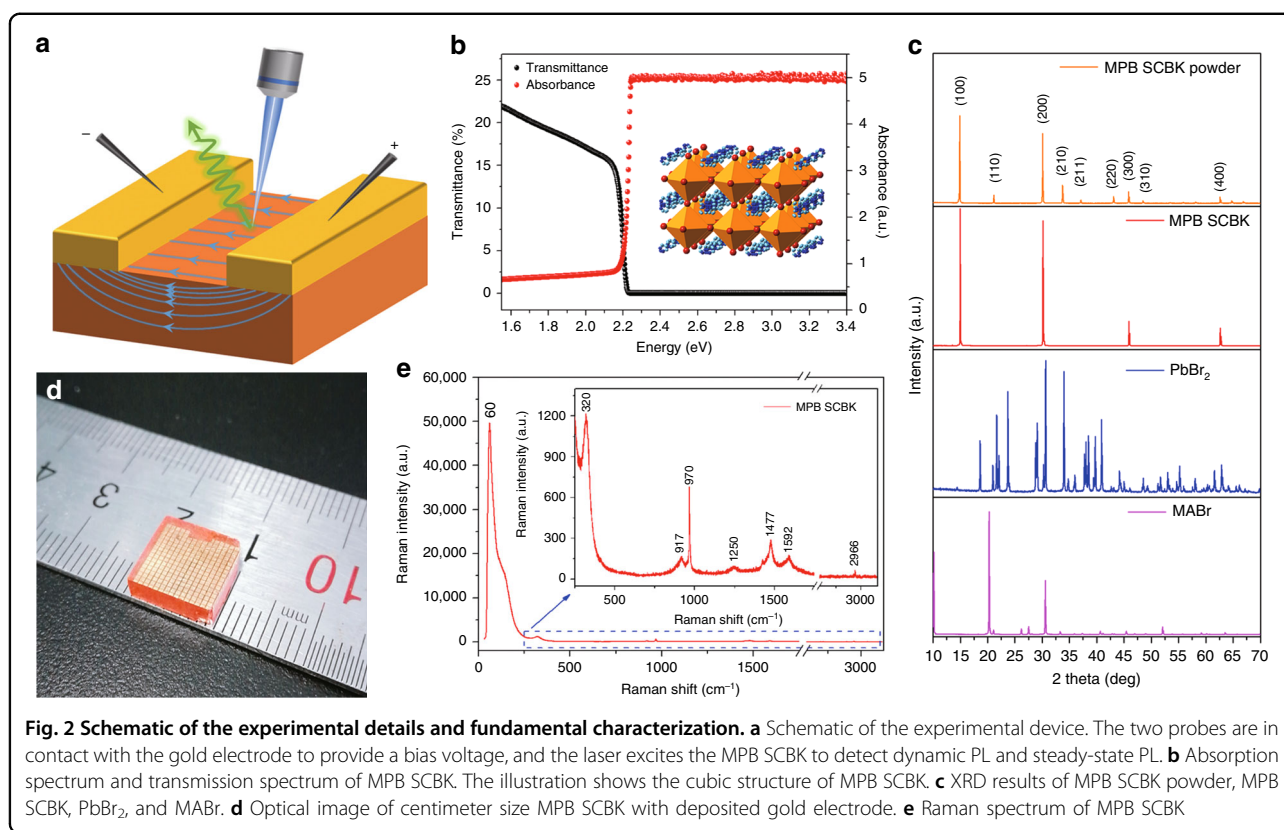 a
−
+
b
Transmittance
Absorbance
Transmittance (%)
25
20
15
10
5
0
1.6 1.8 2.0 2.2 2.4 2.6 2.8 3.0 3.2 3.4
Energy (eV)
5
4
3
2
1
0
Absorbance (a.u.)
c
MPB SCBK powder
(100)
(110)
(200)
(210)
(211)
(220)
(300)
(310)
(400)
MPB SCBK
PbBr₂
MABr
Intensity (a.u.)
10 15 20 25 30 35 40 45 50 55 60 65 70
2 theta (deg)
d
4 3 2 1 10
mm
e
60,000
50,000
40,000
30,000
20,000
10,000
0
Raman intensity (a.u.)
60
0 500 1000 1500 3000
Raman shift (cm⁻¹)
MPB SCBK
1200
900
600
300
0
Raman intensity (a.u.)
320
917
970
1250
1477
1592
2966
500 1000 1500 3000
Raman shift (cm⁻¹)
Fig. 2 Schematic of the experimental details and fundamental characterization. a Schematic of the experimental device. The two probes are in
contact with the gold electrode to provide a bias voltage, and the laser excites the MPB SCBK to detect dynamic PL and steady-state PL. b Absorption
spectrum and transmission spectrum of MPB SCBK. The illustration shows the cubic structure of MPB SCBK. c XRD results of MPB SCBK powder, MPB
SCBK, PbBr₂, and MABr. d Optical image of centimeter size MPB SCBK with deposited gold electrode. e Raman spectrum of MPB SCBK